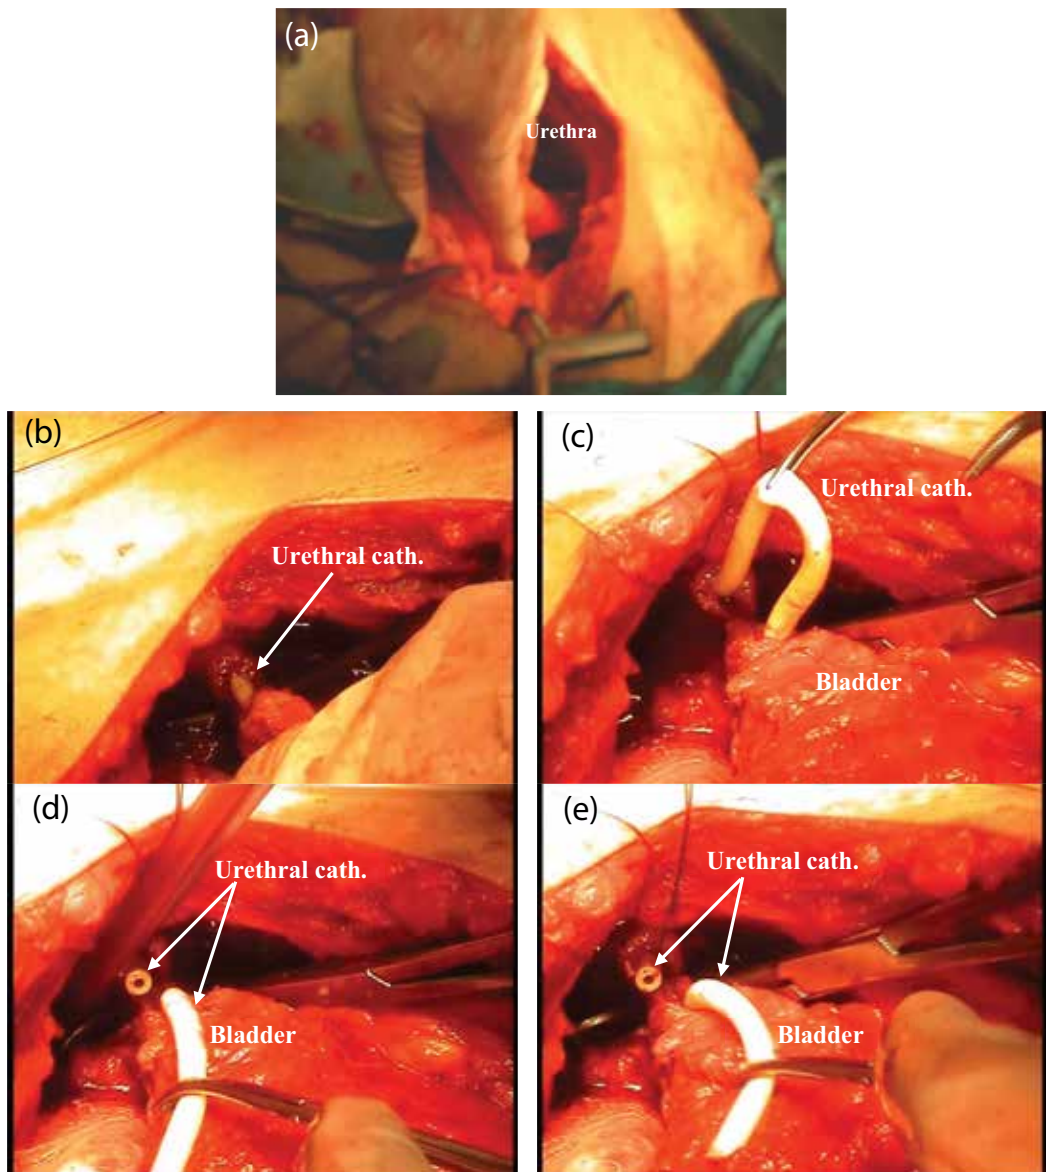 (a)
Urethra
(b)
Urethral cath.
(c)
Urethral cath.
Bladder
(d)
Urethral cath.
Bladder
(e)
Urethral cath.
Bladder